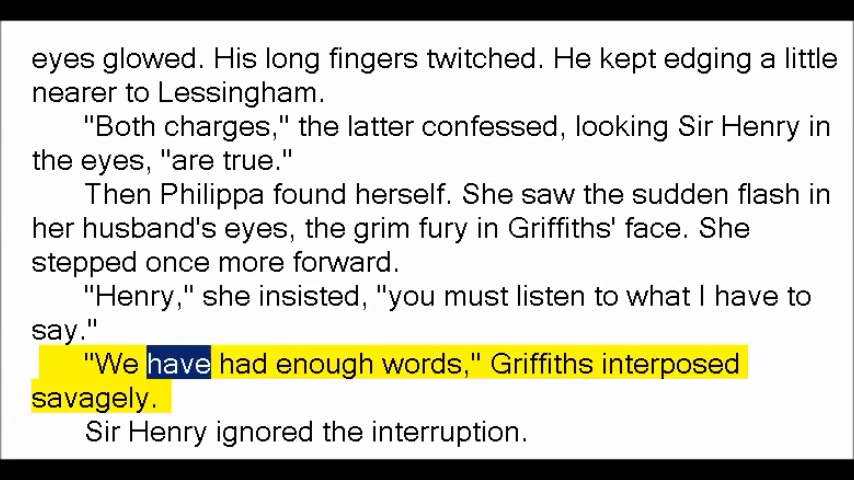 eyes glowed. His long fingers twitched. He kept edging a little
nearer to Lessingham.
"Both charges," the latter confessed, looking Sir Henry in
the eyes, "are true."
Then Philippa found herself. She saw the sudden flash in
her husband's eyes, the grim fury in Griffiths' face. She
stepped once more forward.
"Henry," she insisted, "you must listen to what I have to
say."
"We have had enough words," Griffiths interposed
savagely.
Sir Henry ignored the interruption.